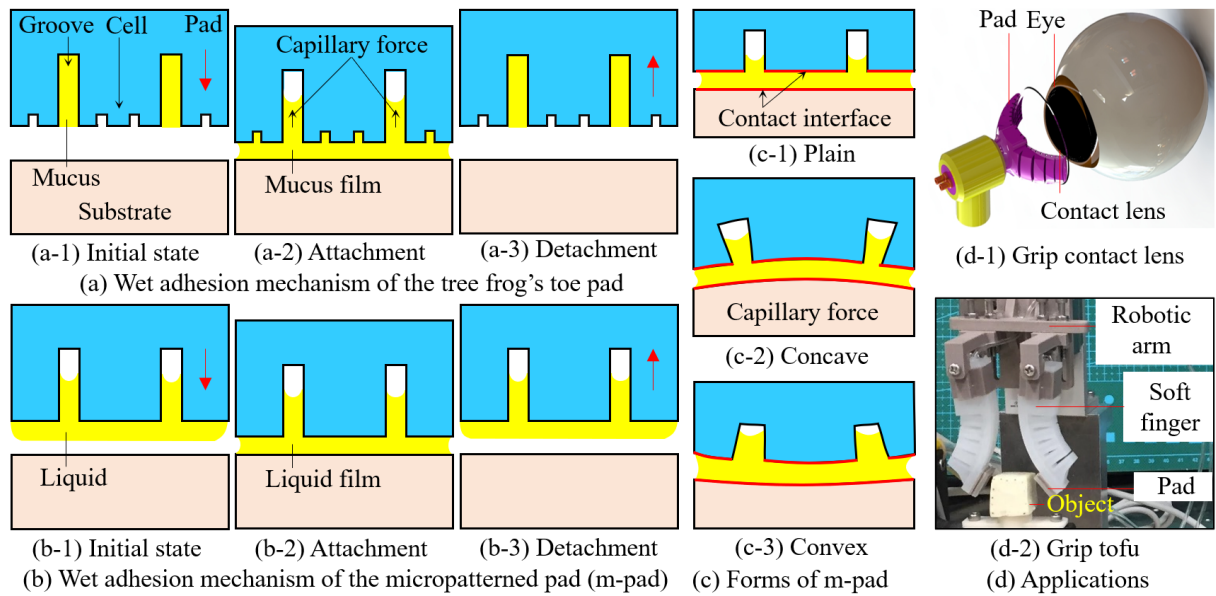 Groove Cell Pad
Mucus
Substrate
(a-1) Initial state
Capillary force
Mucus film
(a-2) Attachment
(a-3) Detachment
(a) Wet adhesion mechanism of the tree frog's toe pad
Liquid
(b-1) Initial state
Liquid film
(b-2) Attachment
(b-3) Detachment
(b) Wet adhesion mechanism of the micropatterned pad (m-pad)
Contact interface
(c-1) Plain
Capillary force
(c-2) Concave
(c-3) Convex
(c) Forms of m-pad
Pad Eye
Contact lens
(d-1) Grip contact lens
Robotic
arm
Soft
finger
Pad
Object
(d-2) Grip tofu
(d) Applications